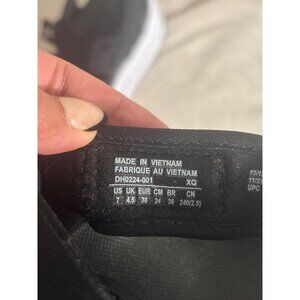 MADE IN VIETNAM
FABRIQUE AU VIETNAM
DH0224-001 XQ
US UK EUR CM BR CN
7 4.5 38 24 36 240(2.5)
UPC